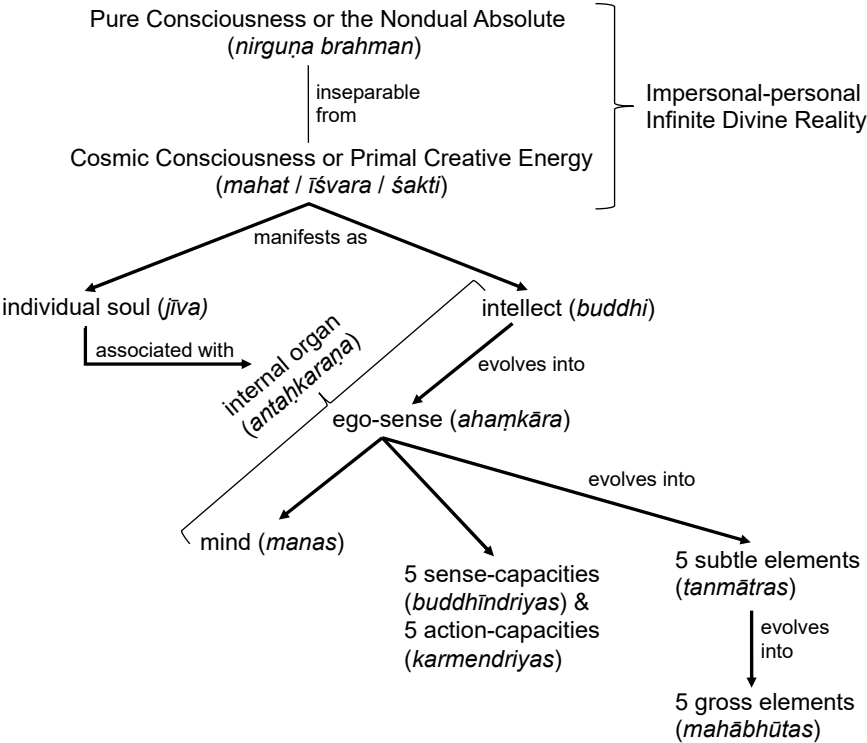 Pure Consciousness or the Nondual Absolute
(nirguṇa brahman)
inseparable
from
Impersonal-personal
Infinite Divine Reality
Cosmic Consciousness or Primal Creative Energy
(mahat / īśvara / śakti)
manifests as
individual soul (jīva)
intellect (buddhi)
associated with
internal organ
(antaḥkaraṇa)
evolves into
ego-sense (ahaṃkāra)
evolves into
mind (manas)
5 sense-capacities
(buddhīndriyas) &
5 action-capacities
(karmendriyas)
5 subtle elements
(tanmātras)
evolves
into
5 gross elements
(mahābhūtas)